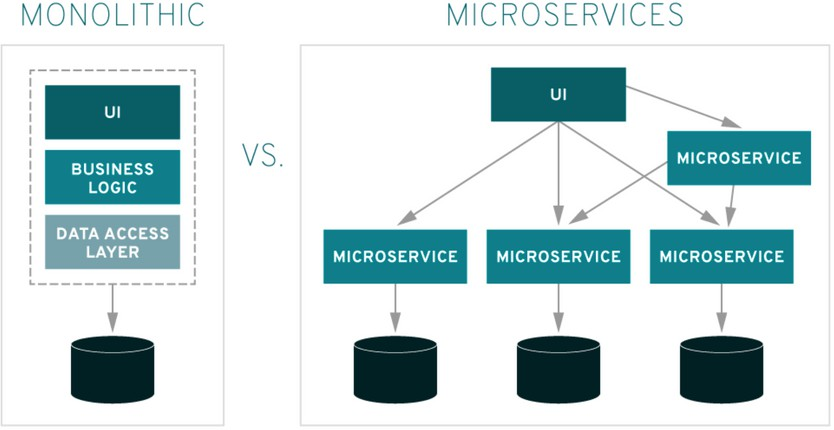 MONOLITHIC
UI
BUSINESS
LOGIC
DATA ACCESS
LAYER
VS.
MICROSERVICES
UI
MICROSERVICE
MICROSERVICE
MICROSERVICE
MICROSERVICE